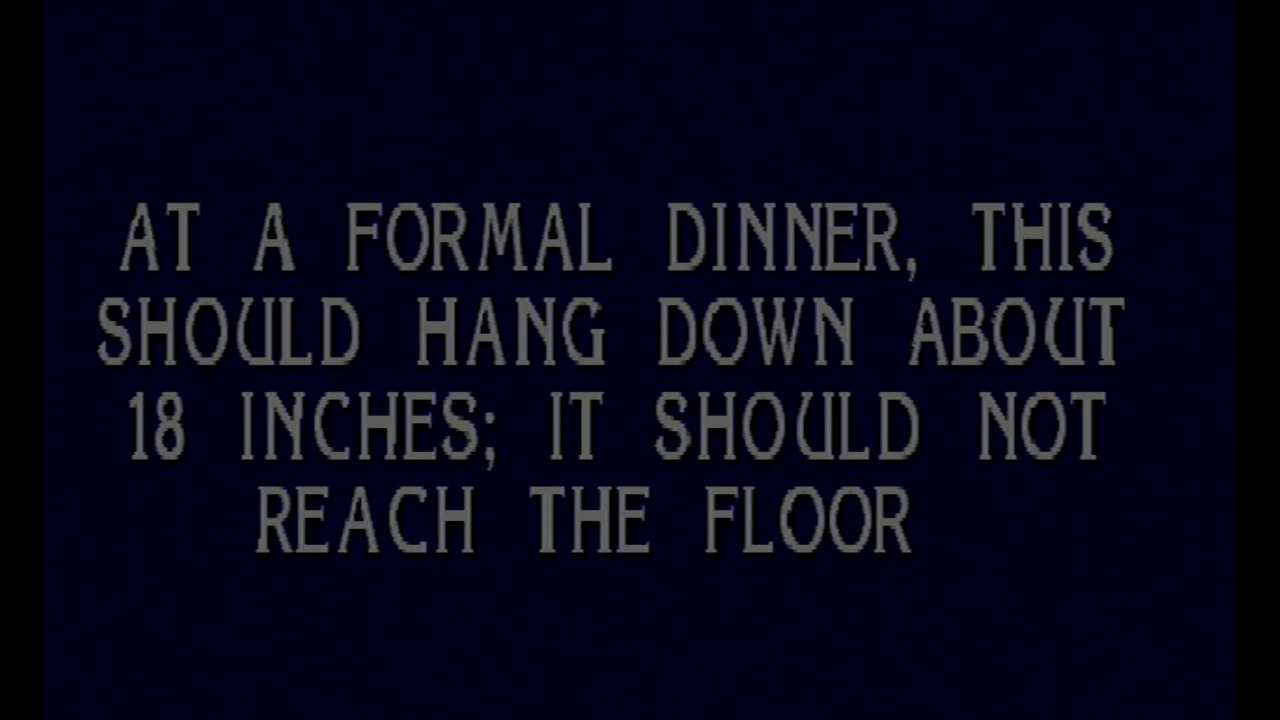 AT A FORMAL DINNER, THIS
SHOULD HANG DOWN ABOUT
18 INCHES; IT SHOULD NOT
REACH THE FLOOR